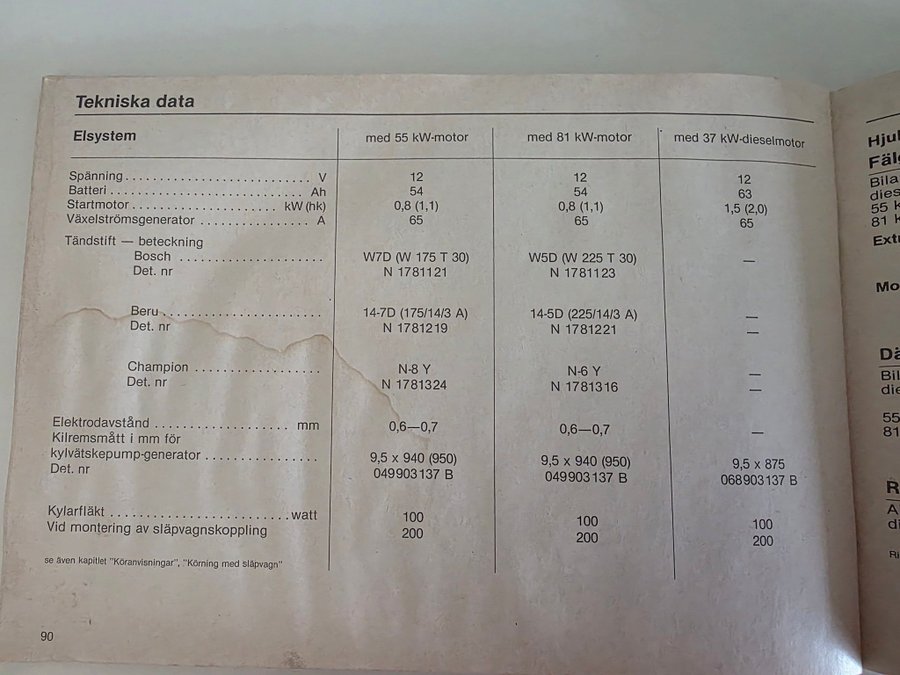 Tekniska data
Elsystem med 55 kW-motor med 81 kW-motor med 37 kW-dieselmotor
Spänning V 12 12 12
Batteri Ah 54 54 63
Startmotor kW (hk) 0,8 (1,1) 0,8 (1,1) 1,5 (2,0)
Växelströmsgenerator A 65 65 65
Tändstift — beteckning
Bosch W7D (W 175 T 30) W5D (W 225 T 30) —
Det. nr N 1781121 N 1781123
Beru 14-7D (175/14/3 A) 14-5D (225/14/3 A) —
Det. nr N 1781219 N 1781221 —
Champion N-8 Y N-6 Y —
Det. nr N 1781324 N 1781316 —
Elektrodavstånd mm 0,6—0,7 0,6—0,7 —
Kilremsmått i mm för
kylvätskepump-generator 9,5 x 940 (950) 9,5 x 940 (950) 9,5 x 875
Det. nr 049903137 B 049903137 B 068903137 B
Kylarfläkt watt 100 100 100
Vid montering av släpvagnskoppling 200 200 200
se även kapitlet "Köranvisningar", "Körning med släpvagn"
90